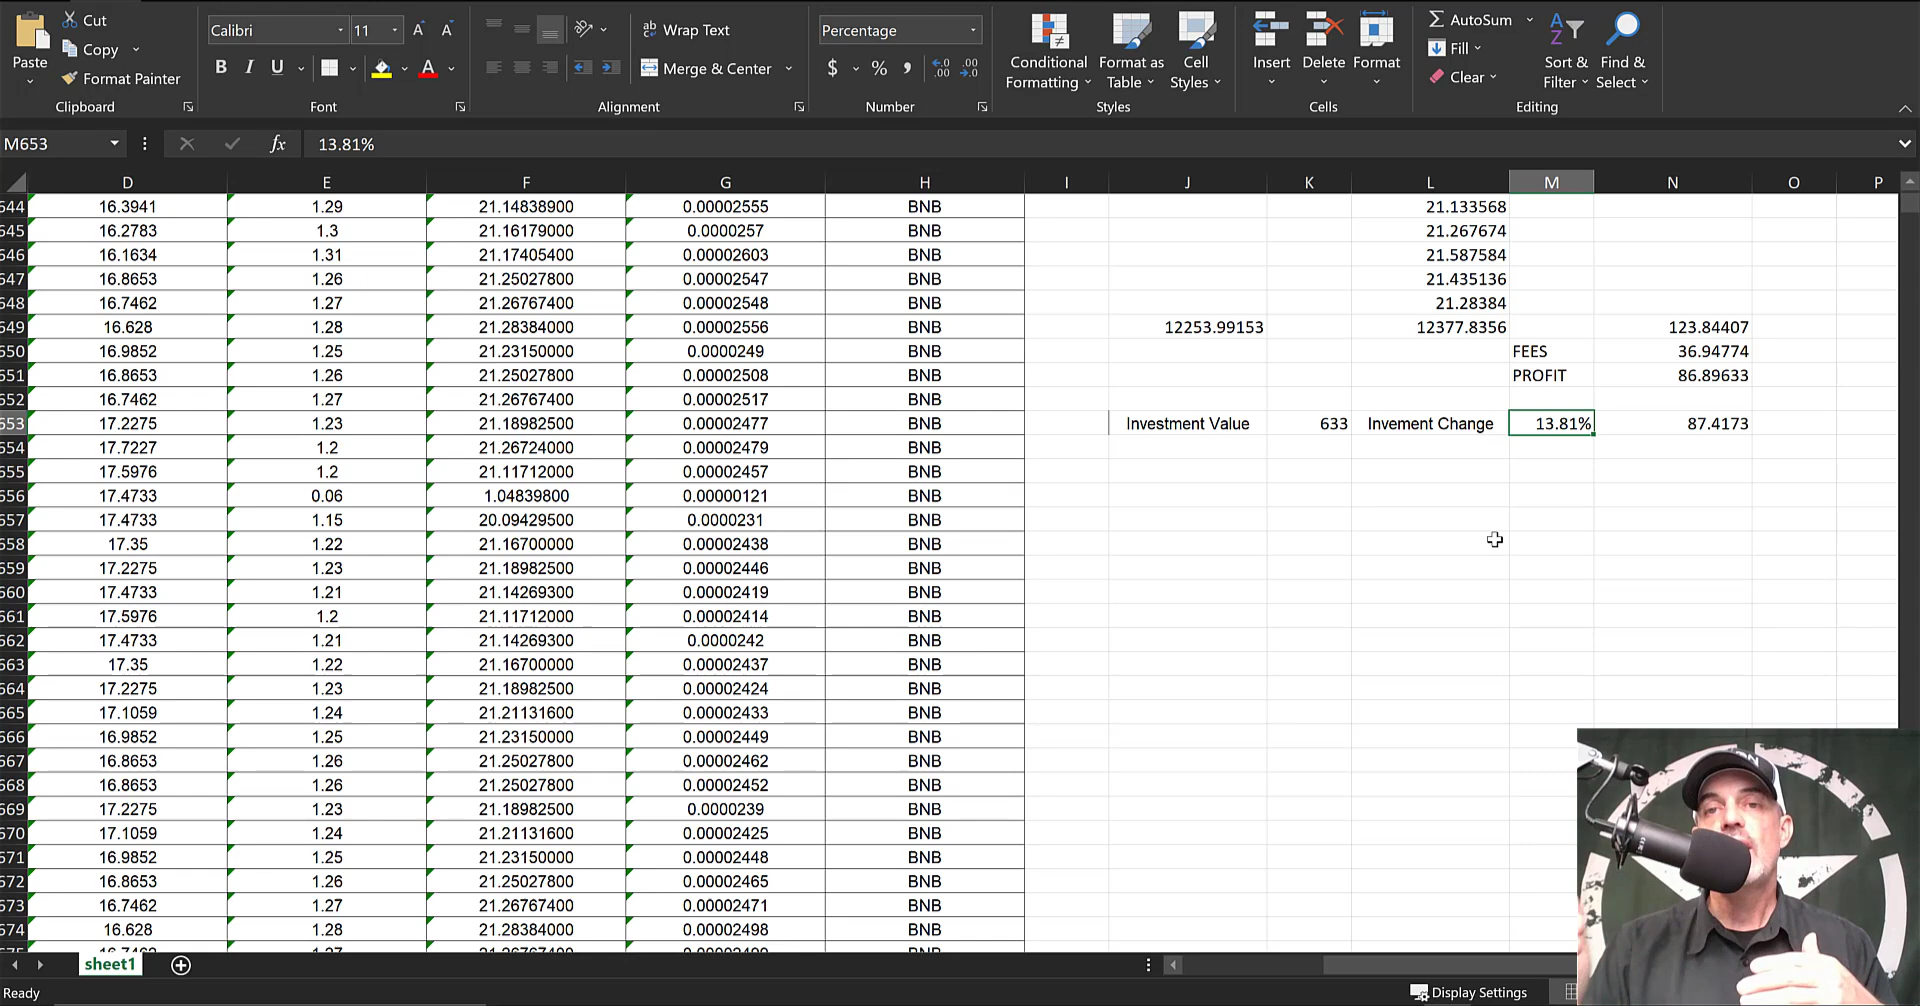 Cut
Copy
Format Painter
Paste
Clipboard
Calibri 11
B I U
Font
Wrap Text
Merge & Center
Alignment
Percentage
$ % ,
Number
Conditional Formatting
Format as Table
Cell Styles
Styles
Insert Delete Format
Cells
AutoSum
Fill
Clear
Sort & Filter
Find & Select
Editing
M653 fx 13.81%
D E F G H I J K L M N O P
644 16.3941 1.29 21.14838900 0.00002555 BNB 21.133568
645 16.2783 1.3 21.16179000 0.0000257 BNB 21.267674
646 16.1634 1.31 21.17405400 0.00002603 BNB 21.587584
647 16.8653 1.26 21.25027800 0.00002547 BNB 21.435136
648 16.7462 1.27 21.26767400 0.00002548 BNB 21.28384
649 16.628 1.28 21.28384000 0.00002556 BNB 12253.99153 12377.8356 123.84407
650 16.9852 1.25 21.23150000 0.0000249 BNB FEES 36.94774
651 16.8653 1.26 21.25027800 0.00002508 BNB PROFIT 86.89633
652 16.7462 1.27 21.26767400 0.00002517 BNB
653 17.2275 1.23 21.18982500 0.00002477 BNB Investment Value 633 Invement Change 13.81% 87.4173
654 17.7227 1.2 21.26724000 0.00002479 BNB
655 17.5976 1.2 21.11712000 0.00002457 BNB
656 17.4733 0.06 1.04839800 0.00000121 BNB
657 17.4733 1.15 20.09429500 0.0000231 BNB
658 17.35 1.22 21.16700000 0.00002438 BNB
659 17.2275 1.23 21.18982500 0.00002446 BNB
660 17.4733 1.21 21.14269300 0.00002419 BNB
661 17.5976 1.2 21.11712000 0.00002414 BNB
662 17.4733 1.21 21.14269300 0.0000242 BNB
663 17.35 1.22 21.16700000 0.00002437 BNB
664 17.2275 1.23 21.18982500 0.00002424 BNB
665 17.1059 1.24 21.21131600 0.00002433 BNB
666 16.9852 1.25 21.23150000 0.00002449 BNB
667 16.8653 1.26 21.25027800 0.00002462 BNB
668 16.8653 1.26 21.25027800 0.00002452 BNB
669 17.2275 1.23 21.18982500 0.0000239 BNB
670 17.1059 1.24 21.21131600 0.00002425 BNB
671 16.9852 1.25 21.23150000 0.00002448 BNB
672 16.8653 1.26 21.25027800 0.00002465 BNB
673 16.7462 1.27 21.26767400 0.00002471 BNB
674 16.628 1.28 21.28384000 0.00002498 BNB
sheet1
Ready
Display Settings